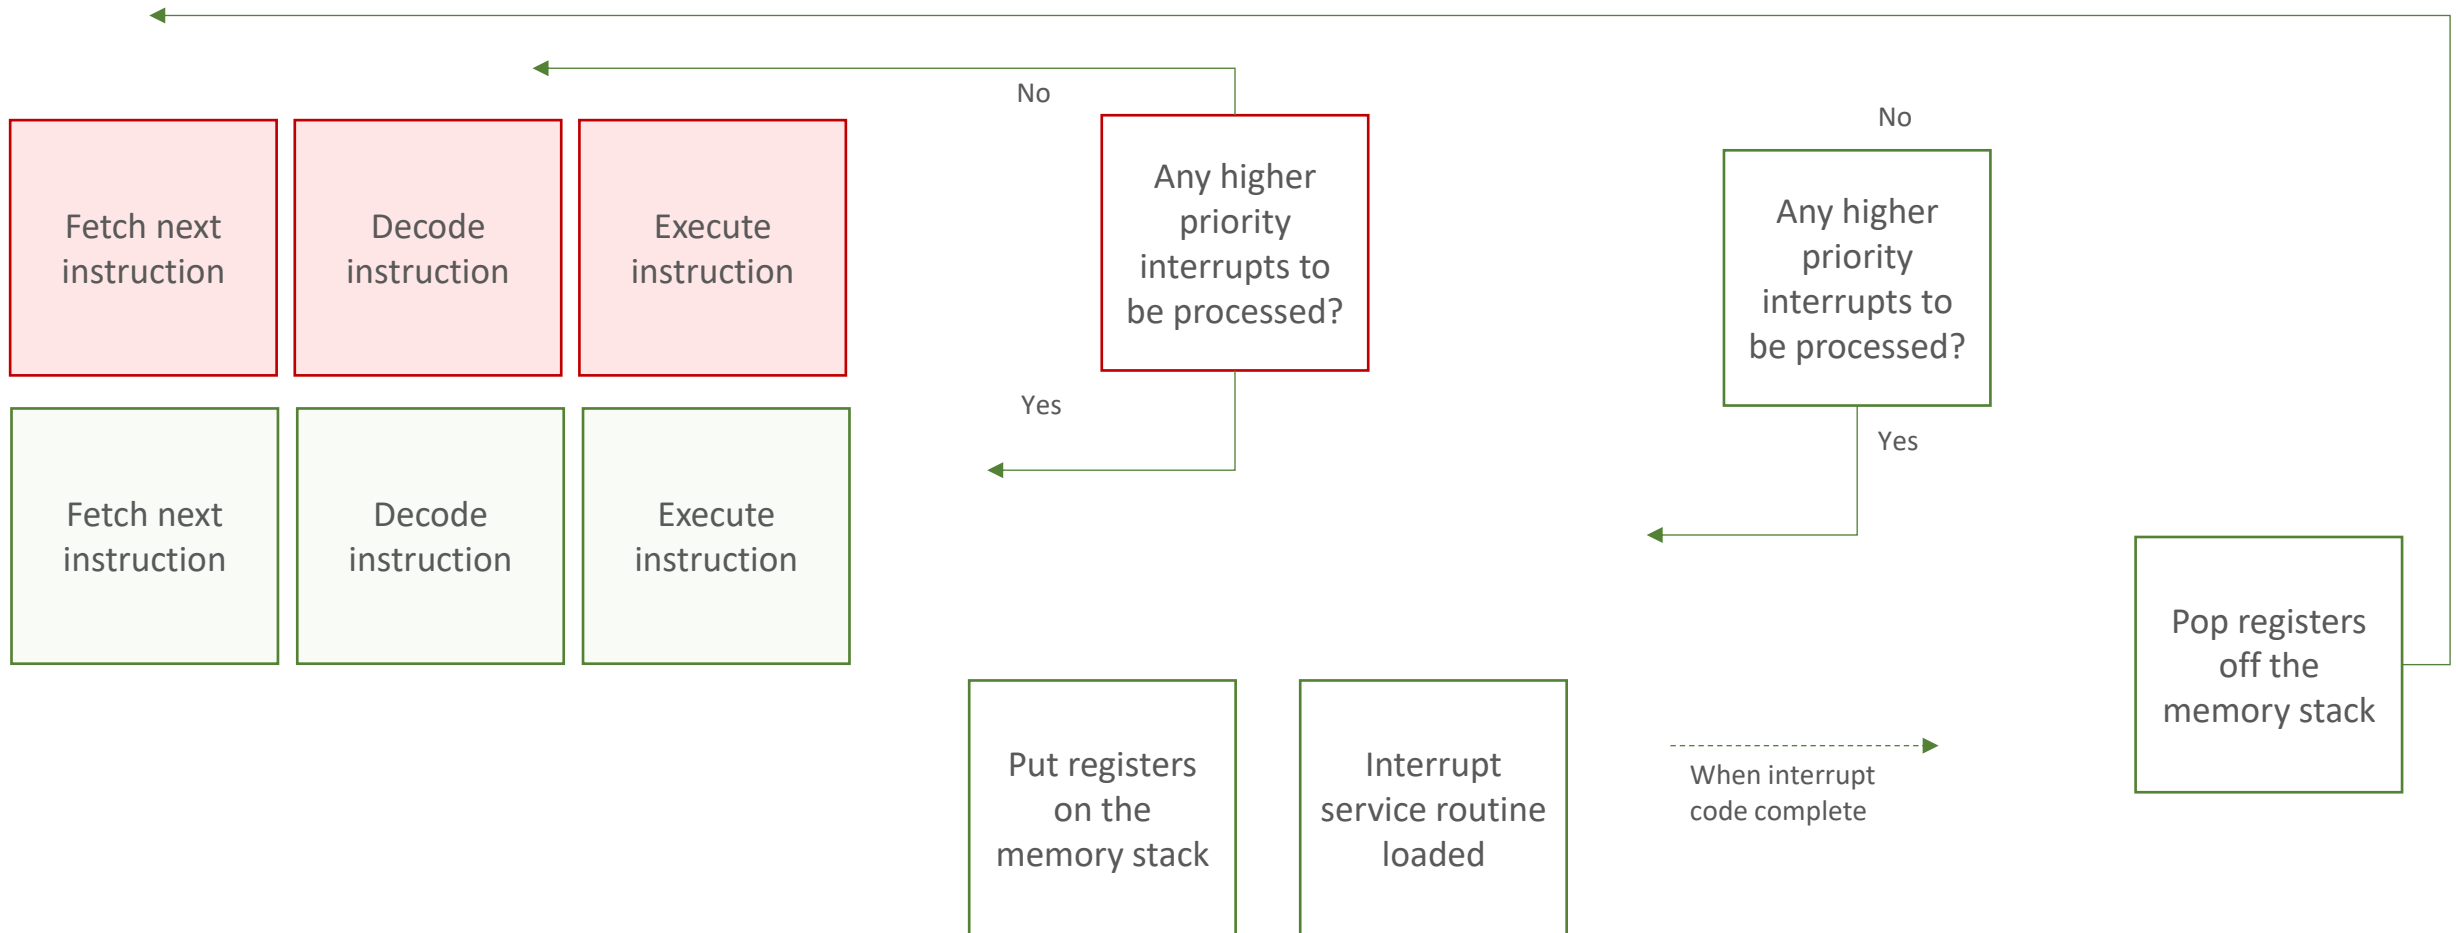 No
Any higher
priority
interrupts to
be processed?
Yes
No
Any higher
priority
interrupts to
be processed?
Yes
Fetch next
instruction
Decode
instruction
Execute
instruction
Fetch next
instruction
Decode
instruction
Execute
instruction
Put registers
on the
memory stack
Interrupt
service routine
loaded
When interrupt
code complete
Pop registers
off the
memory stack